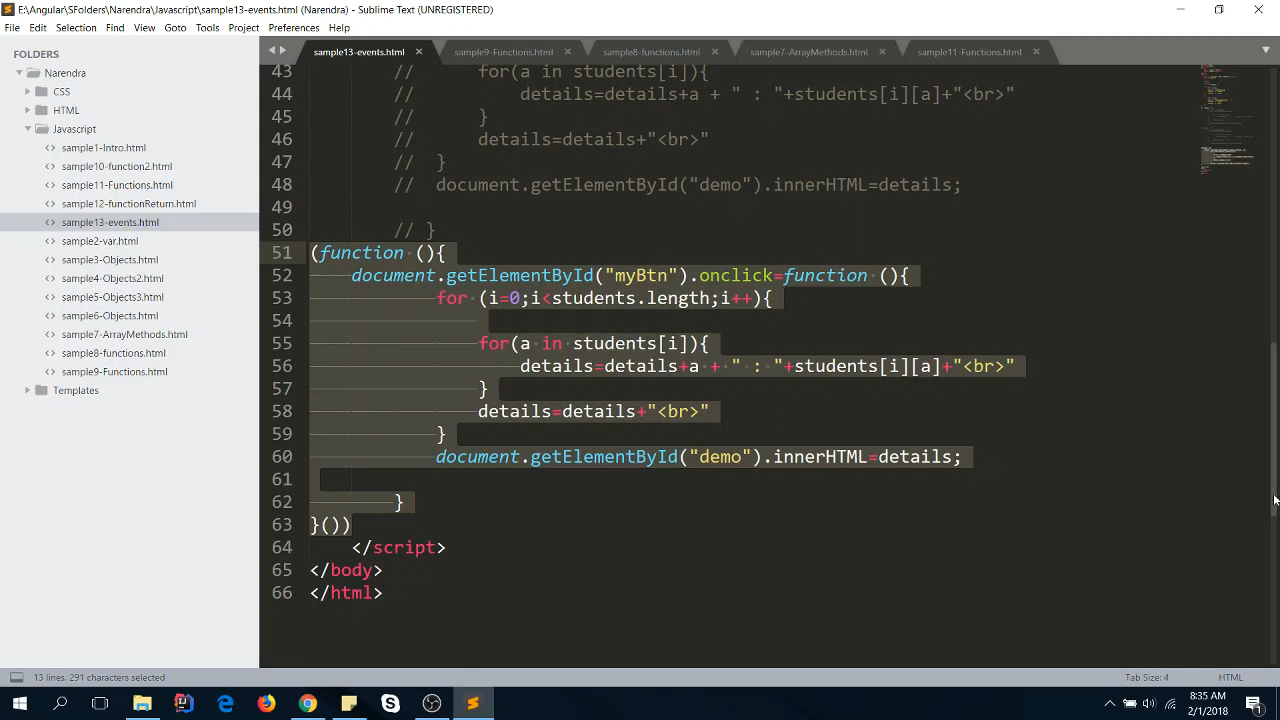 E:\Angular\SFolders\Narendra\Javascript\sample13-events.html (Narendra) - Sublime Text (UNREGISTERED)
File Edit Selection Find View Goto Tools Project Preferences Help
FOLDERS
Narendra
CSS
HTML
Javascript
sample1-Intro.html
sample10-function2.html
sample11-Functions.html
sample12-functionReturn.html
sample13-events.html
sample2-var.html
sample3-Objects.html
sample4-Objects2.html
sample5-Objects3.html
sample6-Objects.html
sample7-ArrayMethods.html
sample8-functions.html
sample9-Functions.html
Templates
sample13-events.html × sample9-Functions.html × sample8-functions.html × sample7-ArrayMethods.html × sample11-Functions.html ×
43 // for(a in students[i]){
44 // details=details+a + " : "+students[i][a]+"<br>"
45 // }
46 // details=details+"<br>"
47 // }
48 // document.getElementById("demo").innerHTML=details;
49
50 // }
51 (function (){
52 document.getElementById("myBtn").onclick=function (){
53 for (i=0;i<students.length;i++){
54
55 for(a in students[i]){
56 details=details+a + " : "+students[i][a]+"<br>"
57 }
58 details=details+"<br>"
59 }
60 document.getElementById("demo").innerHTML=details;
61
62 }
63 }())
64 </script>
65 </body>
66 </html>
13 lines, 291 characters selected
Tab Size: 4
HTML
8:35 AM
2/1/2018